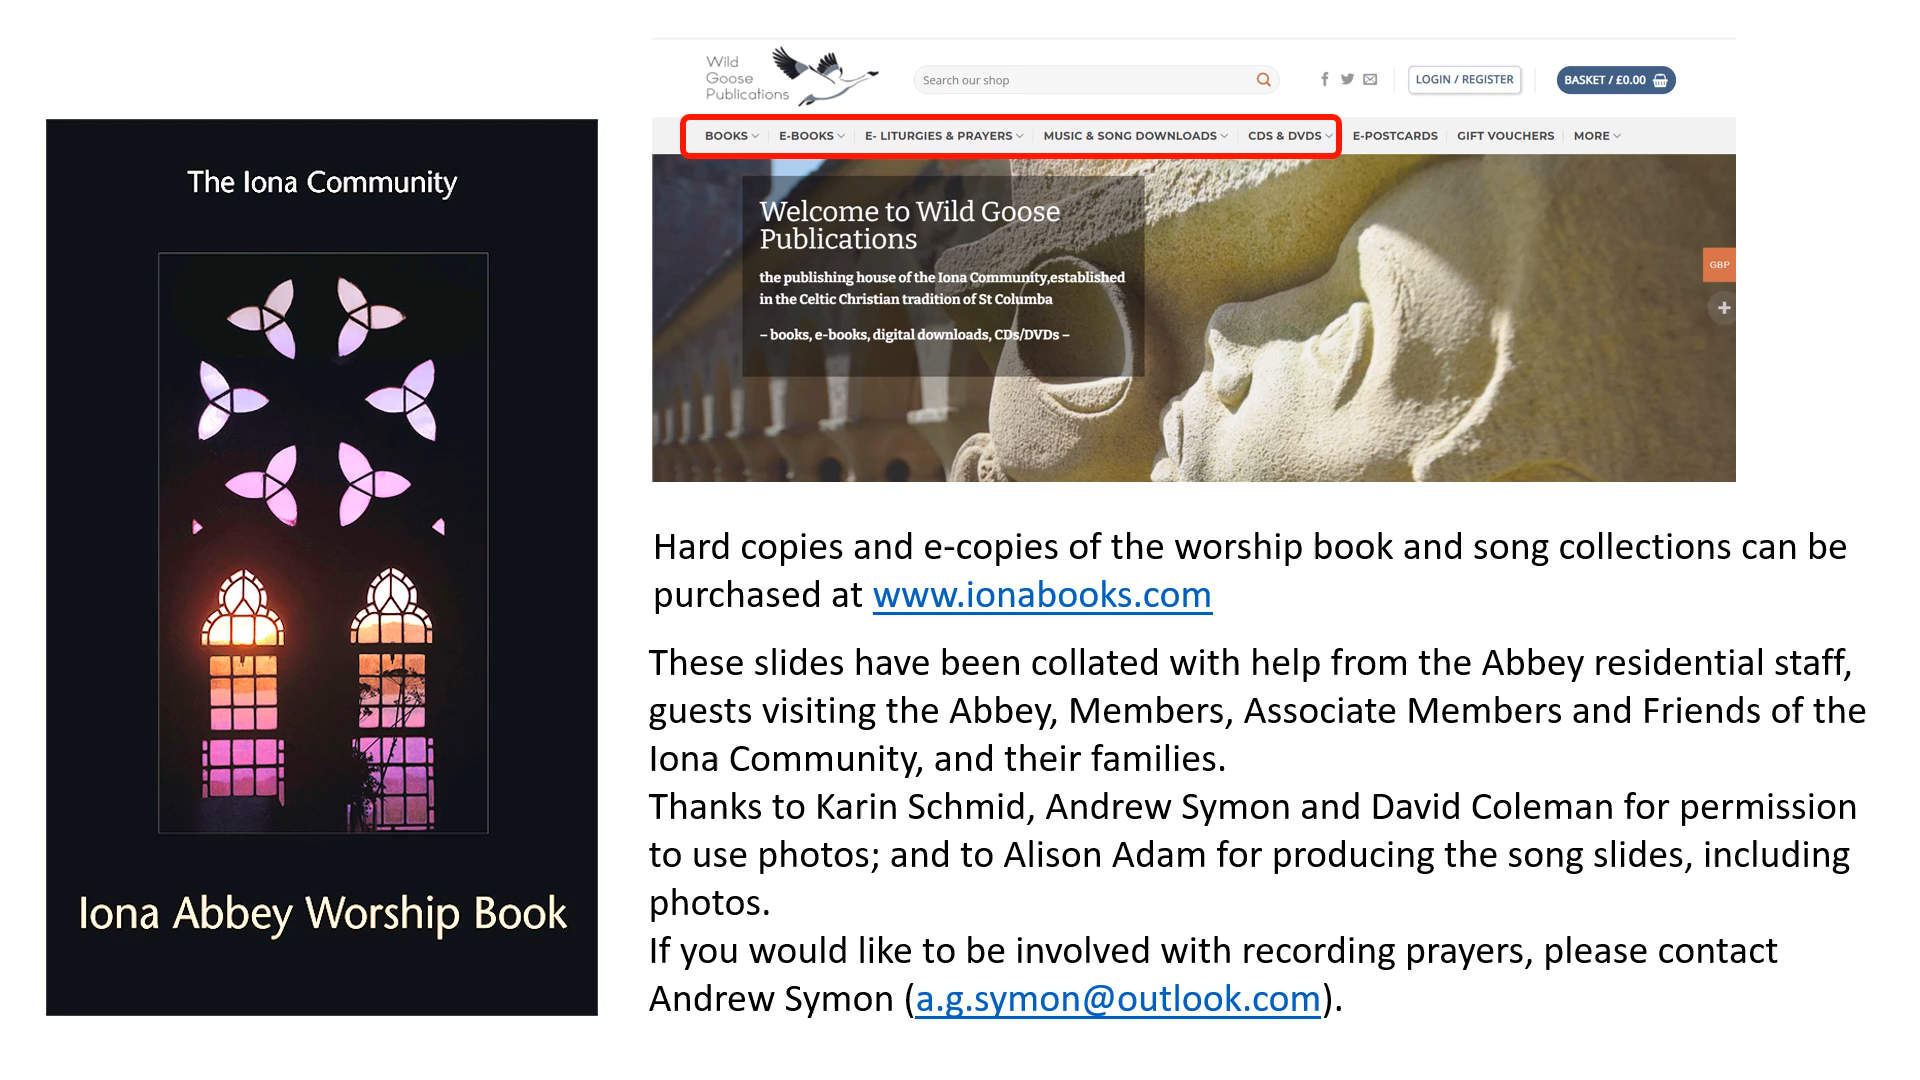 The Iona Community
Iona Abbey Worship Book
Wild
Goose
Publications
Search our shop
LOGIN / REGISTER
BASKET / £0.00
BOOKS E-BOOKS E- LITURGIES & PRAYERS MUSIC & SONG DOWNLOADS CDS & DVDS E-POSTCARDS GIFT VOUCHERS MORE
Welcome to Wild Goose
Publications
the publishing house of the Iona Community,established
in the Celtic Christian tradition of St Columba
– books, e-books, digital downloads, CDs/DVDs –
GBP
+
Hard copies and e-copies of the worship book and song collections can be
purchased at www.ionabooks.com
These slides have been collated with help from the Abbey residential staff,
guests visiting the Abbey, Members, Associate Members and Friends of the
Iona Community, and their families.
Thanks to Karin Schmid, Andrew Symon and David Coleman for permission
to use photos; and to Alison Adam for producing the song slides, including
photos.
If you would like to be involved with recording prayers, please contact
Andrew Symon (a.g.symon@outlook.com).